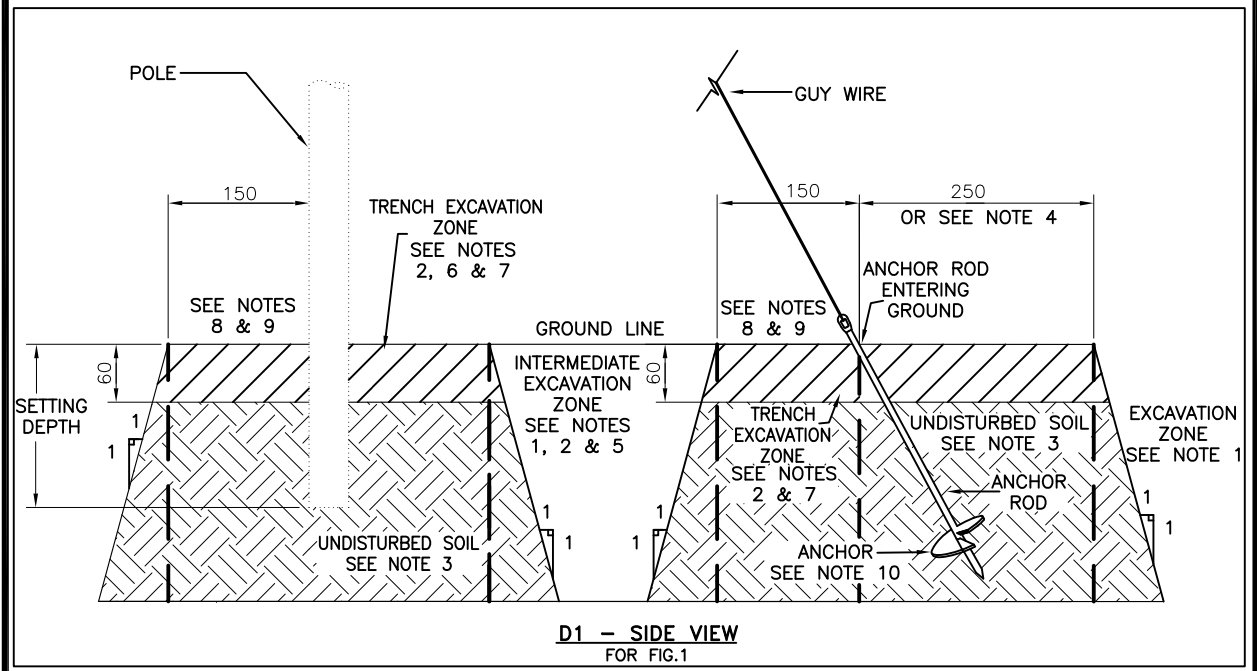 POLE
GUY WIRE
150
TRENCH EXCAVATION
ZONE
SEE NOTES
2, 6 & 7
150
250
OR SEE NOTE 4
ANCHOR ROD
ENTERING
GROUND
SEE NOTES
8 & 9
GROUND LINE
SEE NOTES
8 & 9
60
SETTING
DEPTH
INTERMEDIATE
EXCAVATION
ZONE
SEE NOTES
1, 2 & 5
60
TRENCH
EXCAVATION
ZONE
SEE NOTES
2 & 7
UNDISTURBED SOIL
SEE NOTE 3
EXCAVATION
ZONE
SEE NOTE 1
1
1
ANCHOR
ROD
UNDISTURBED SOIL
SEE NOTE 3
1
1
1
1
ANCHOR
SEE NOTE 10
1
1
D1 – SIDE VIEW
FOR FIG.1